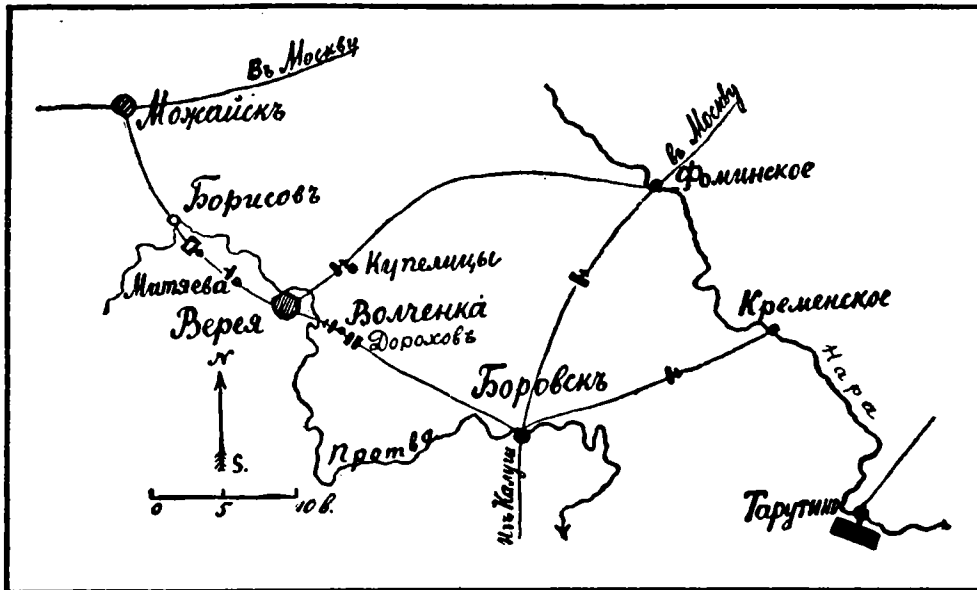 Въ Москву
Можайскъ
въ Москву
Фоминское
Борисовъ
Купелицы
Митяева
Верея
Волченка
Дороховъ
Кременское
N
Нара
Боровскъ
S.
Протва
0 5 10 в.
Изъ Калуги
Тарутино